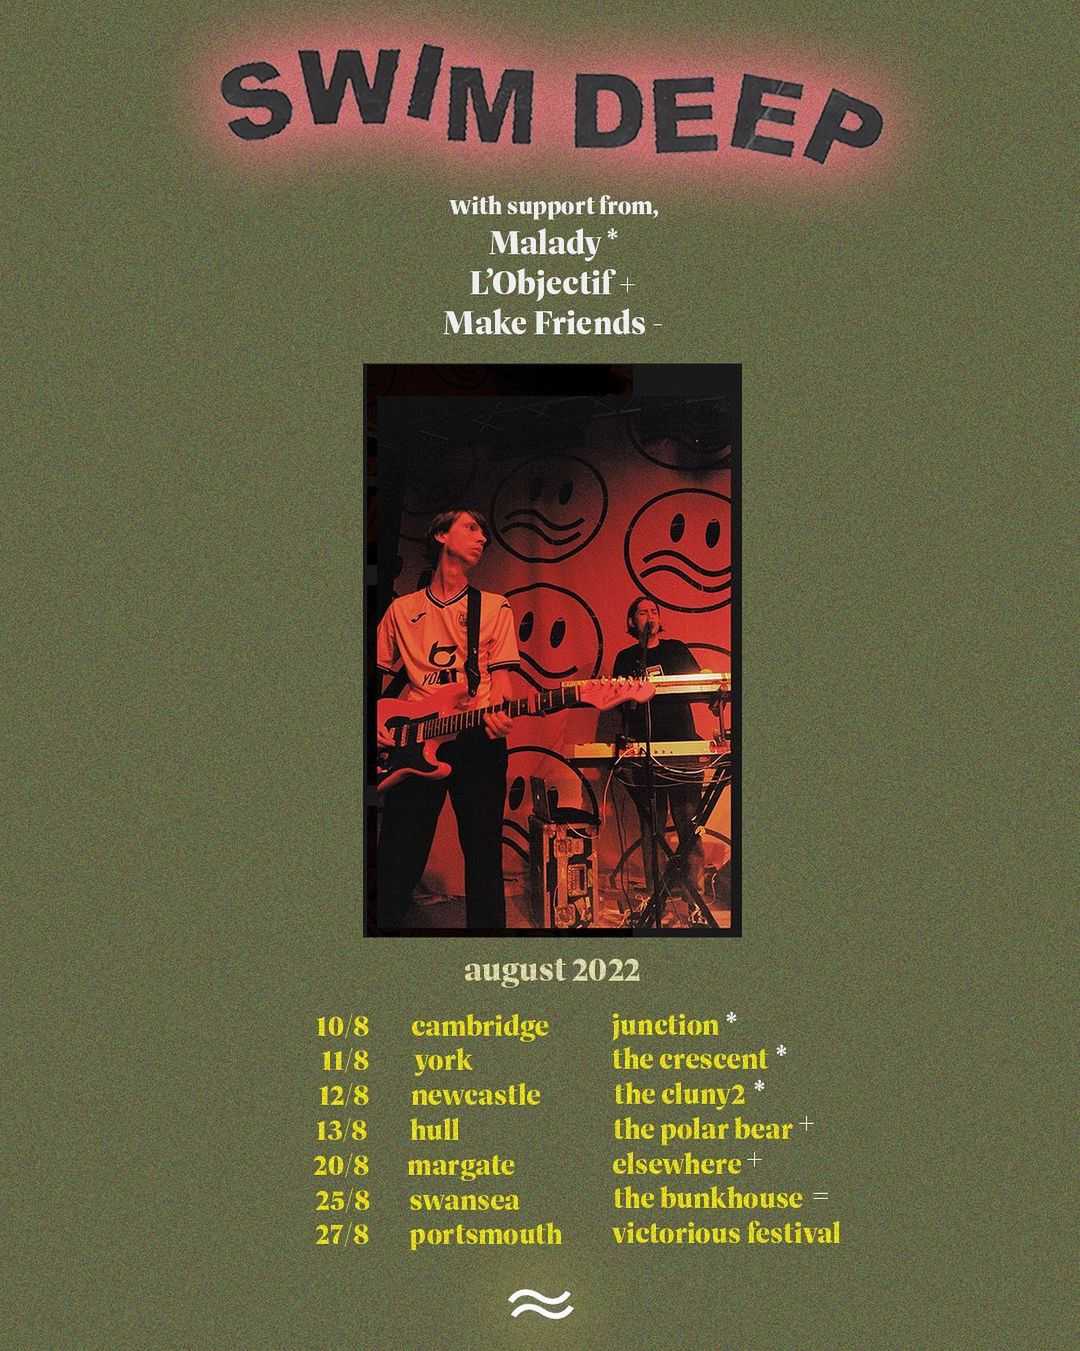 SWIM DEEP
with support from,
Malady *
L'Objectif +
Make Friends -
august 2022
10/8 cambridge junction *
11/8 york the crescent *
12/8 newcastle the cluny2 *
13/8 hull the polar bear +
20/8 margate elsewhere +
25/8 swansea the bunkhouse =
27/8 portsmouth victorious festival